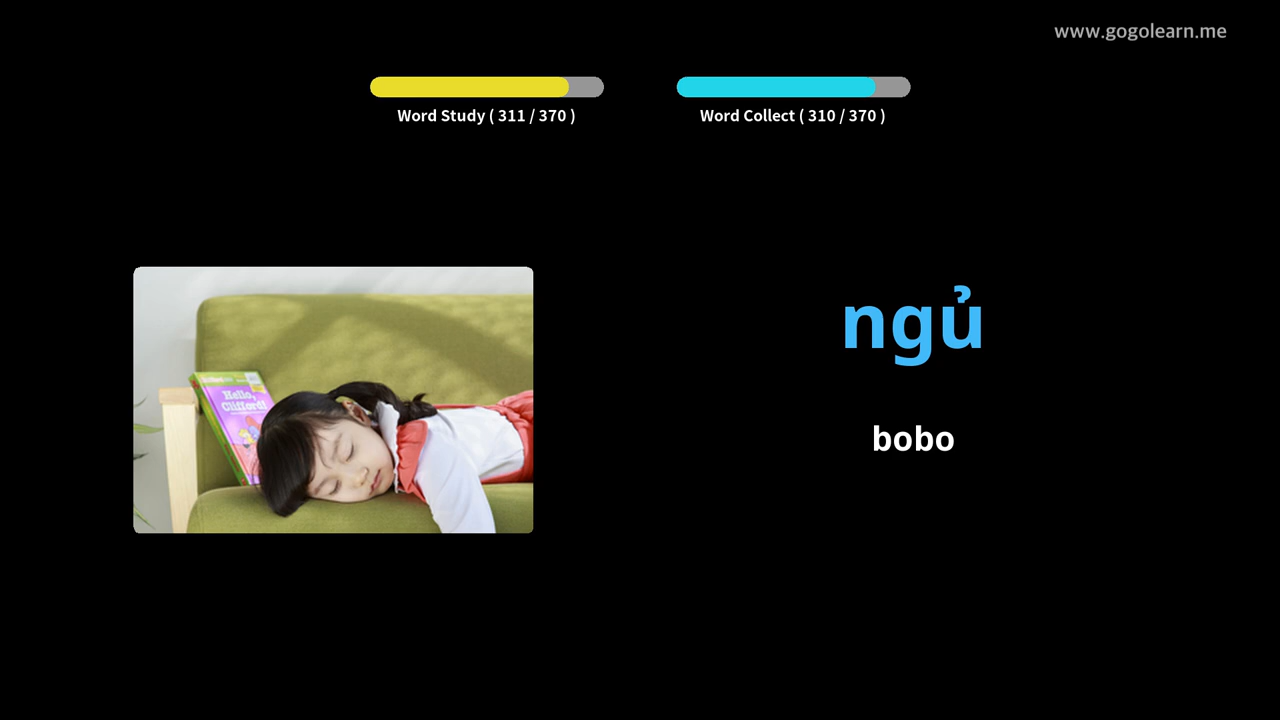 www.gogolearn.me
Word Study ( 311 / 370 )
Word Collect ( 310 / 370 )
ngủ
bobo
Hello,
Clifford!